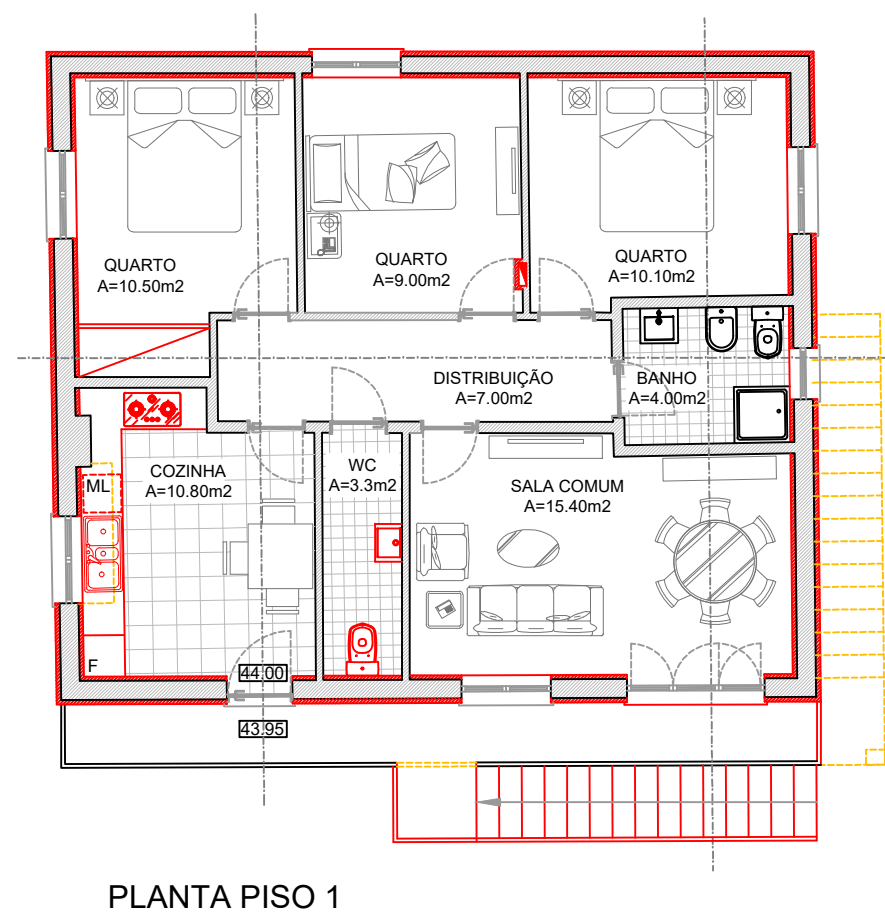 QUARTO
A=10.50m2
QUARTO
A=9.00m2
QUARTO
A=10.10m2
DISTRIBUIÇÃO
A=7.00m2
BANHO
A=4.00m2
COZINHA
A=10.80m2
ML
WC
A=3.3m2
SALA COMUM
A=15.40m2
F
44.00
43.95
PLANTA PISO 1